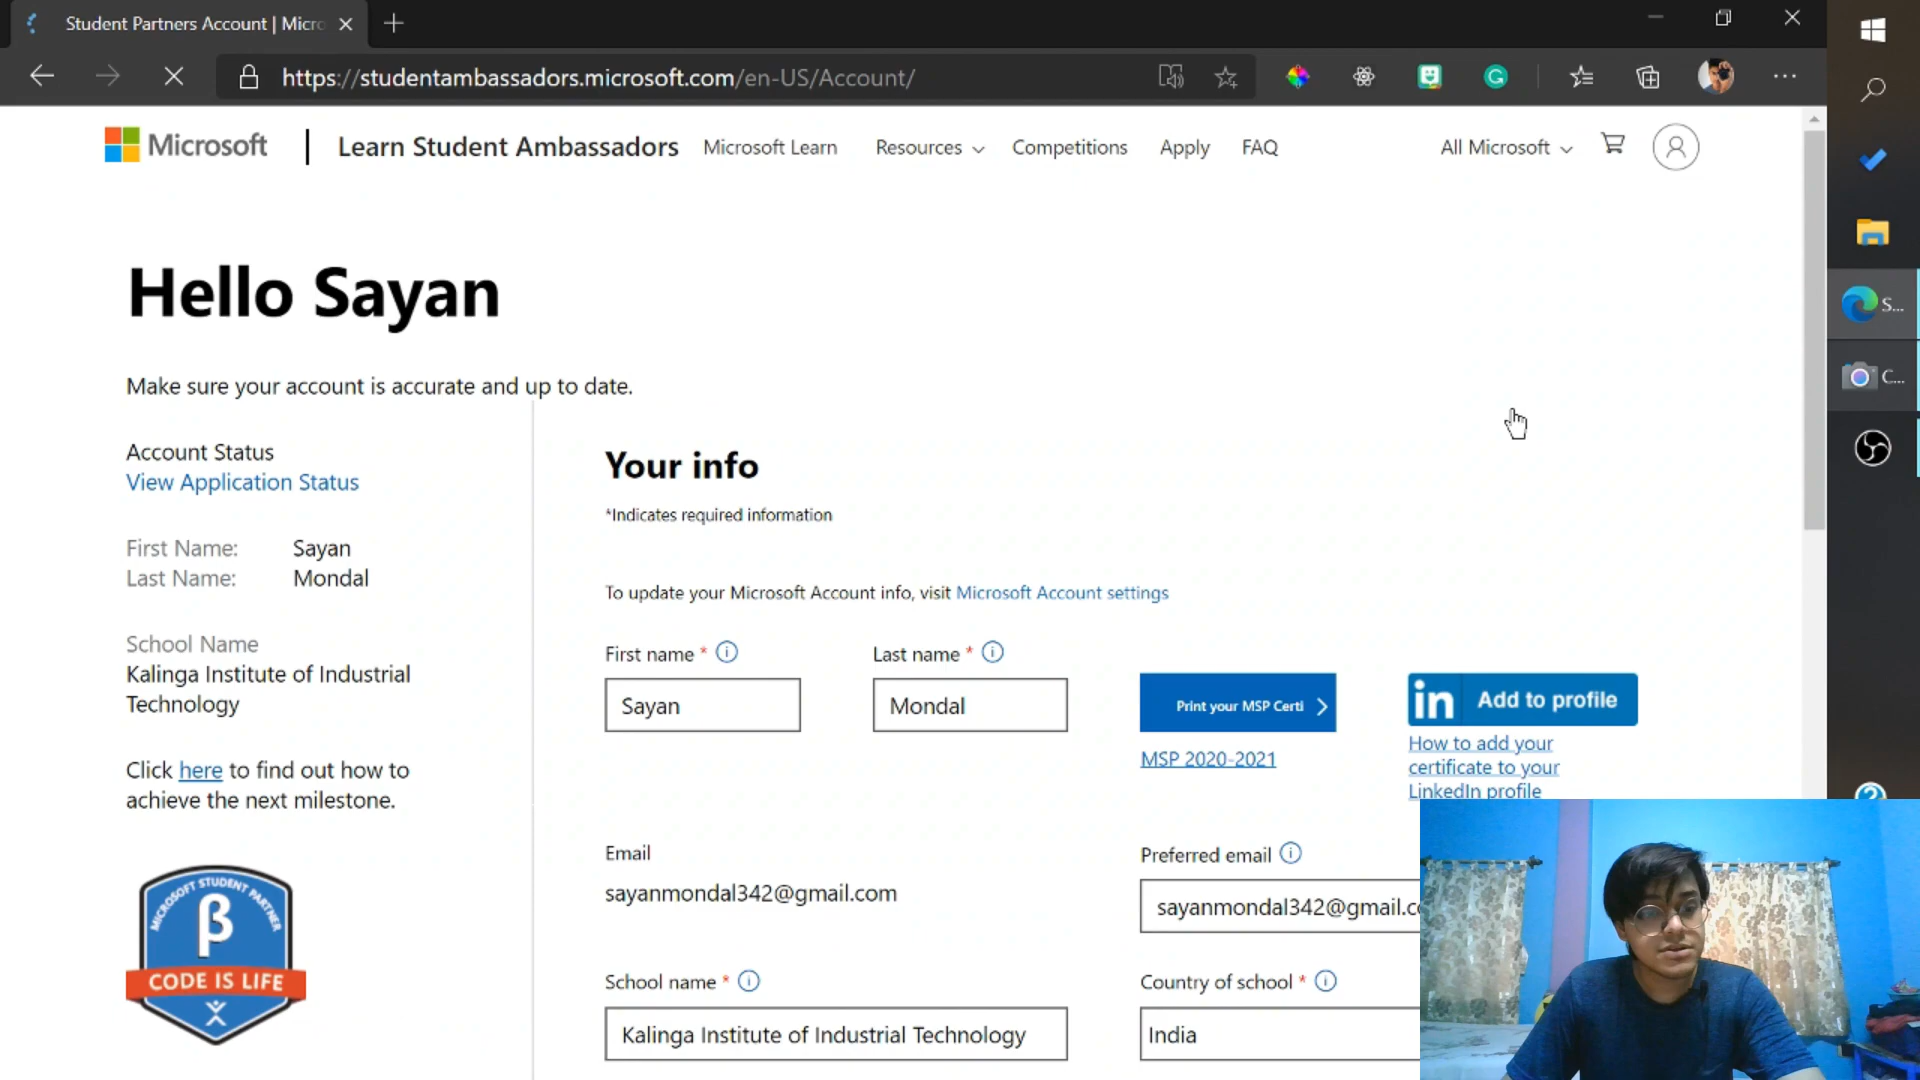 Student Partners Account | Micro
https://studentambassadors.microsoft.com/en-US/Account/
Microsoft
Learn Student Ambassadors
Microsoft Learn
Resources
Competitions
Apply
FAQ
All Microsoft
Hello Sayan
Make sure your account is accurate and up to date.
Account Status
View Application Status
First Name: Sayan
Last Name: Mondal
School Name
Kalinga Institute of Industrial
Technology
Click here to find out how to
achieve the next milestone.
MICROSOFT STUDENT PARTNER
β
CODE IS LIFE
Your info
*Indicates required information
To update your Microsoft Account info, visit Microsoft Account settings
First name *
Sayan
Last name *
Mondal
Print your MSP Certi
MSP 2020-2021
in Add to profile
How to add your
certificate to your
LinkedIn profile
Email
sayanmondal342@gmail.com
Preferred email
sayanmondal342@gmail.co
School name *
Kalinga Institute of Industrial Technology
Country of school *
India
S...
C...